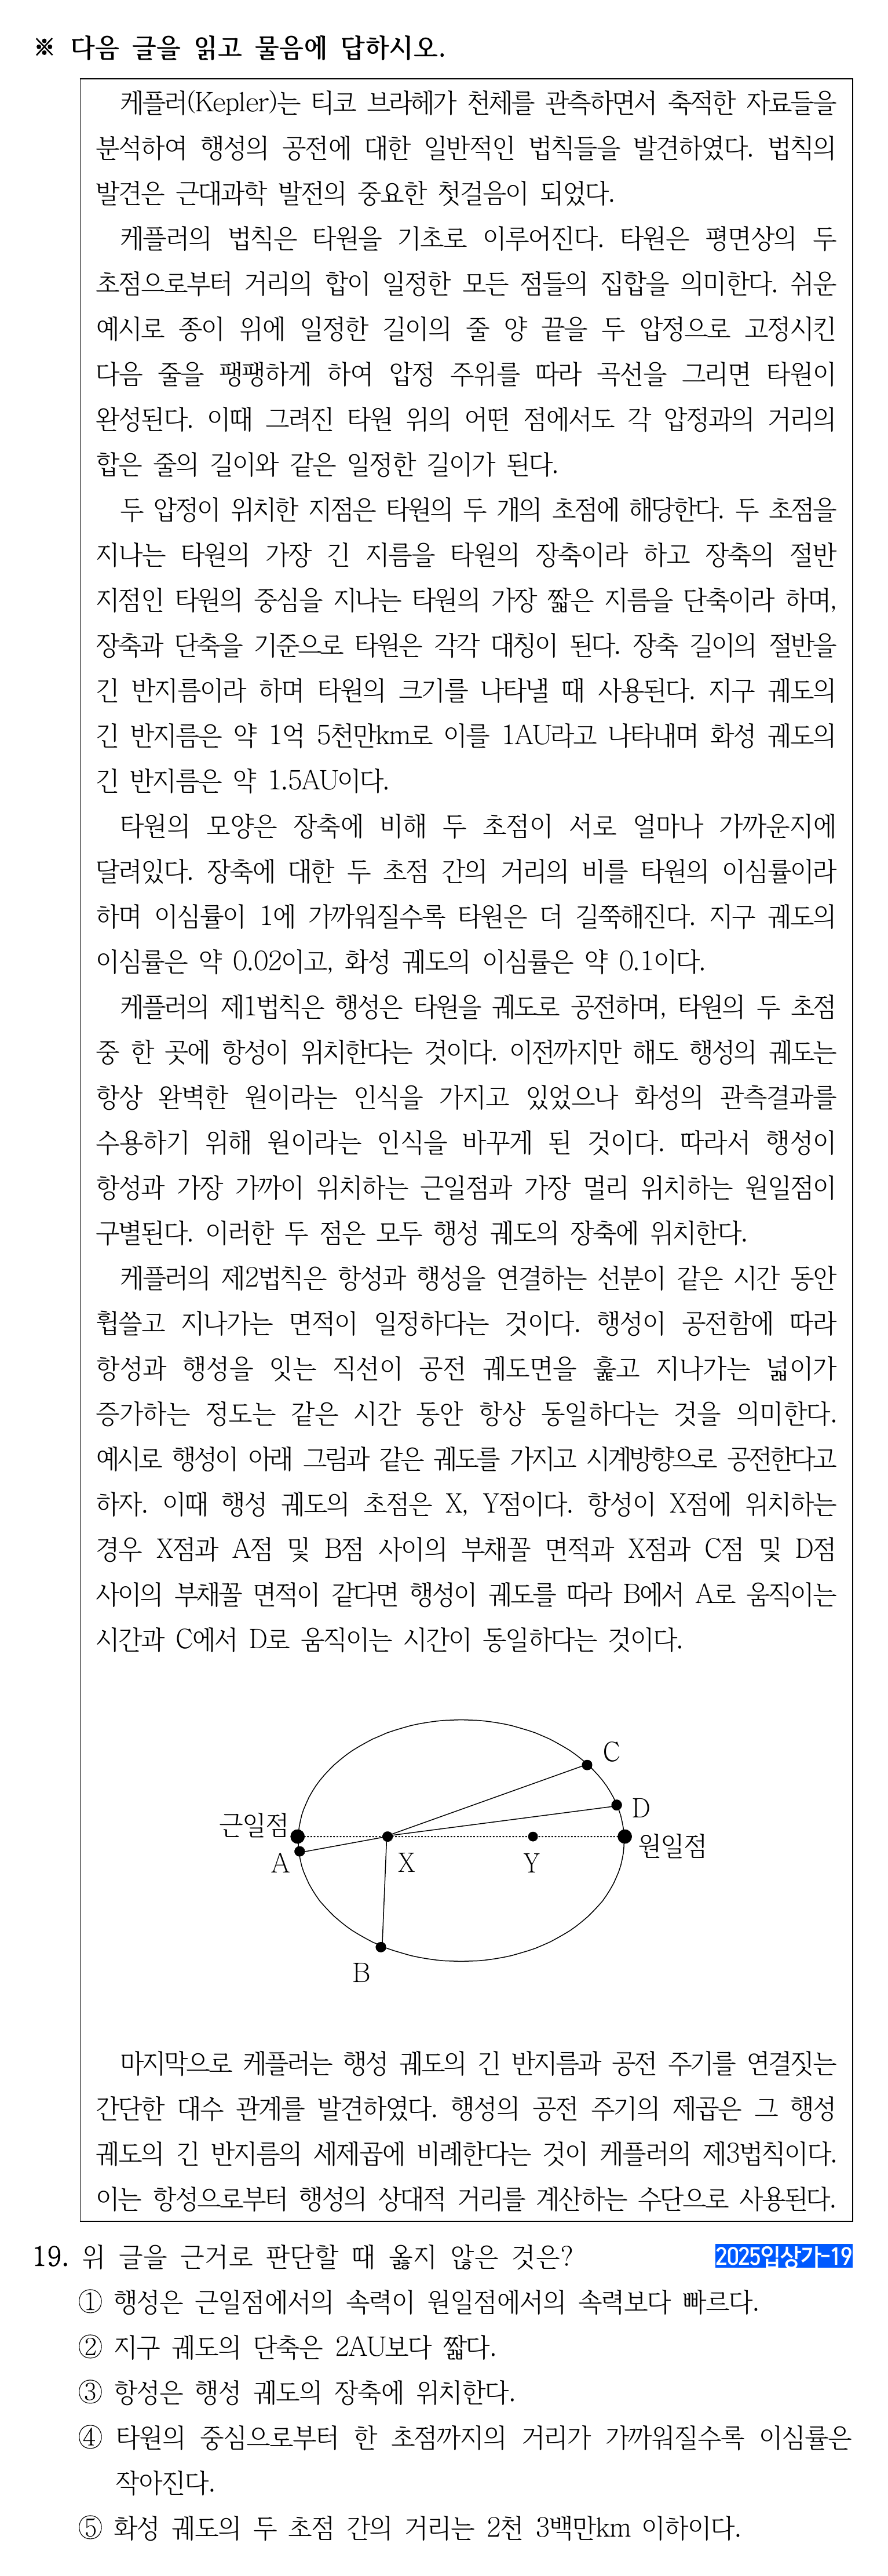 ※ 다음 글을 읽고 물음에 답하시오.
케플러(Kepler)는 티코 브라헤가 천체를 관측하면서 축적한 자료들을
분석하여 행성의 공전에 대한 일반적인 법칙들을 발견하였다. 법칙의
발견은 근대과학 발전의 중요한 첫걸음이 되었다.
케플러의 법칙은 타원을 기초로 이루어진다. 타원은 평면상의 두
초점으로부터 거리의 합이 일정한 모든 점들의 집합을 의미한다. 쉬운
예시로 종이 위에 일정한 길이의 줄 양 끝을 두 압정으로 고정시킨
다음 줄을 팽팽하게 하여 압정 주위를 따라 곡선을 그리면 타원이
완성된다. 이때 그려진 타원 위의 어떤 점에서도 각 압정과의 거리의
합은 줄의 길이와 같은 일정한 길이가 된다.
두 압정이 위치한 지점은 타원의 두 개의 초점에 해당한다. 두 초점을
지나는 타원의 가장 긴 지름을 타원의 장축이라 하고 장축의 절반
지점인 타원의 중심을 지나는 타원의 가장 짧은 지름을 단축이라 하며,
장축과 단축을 기준으로 타원은 각각 대칭이 된다. 장축 길이의 절반을
긴 반지름이라 하며 타원의 크기를 나타낼 때 사용된다. 지구 궤도의
긴 반지름은 약 1억 5천만km로 이를 1AU라고 나타내며 화성 궤도의
긴 반지름은 약 1.5AU이다.
타원의 모양은 장축에 비해 두 초점이 서로 얼마나 가까운지에
달려있다. 장축에 대한 두 초점 간의 거리의 비를 타원의 이심률이라
하며 이심률이 1에 가까워질수록 타원은 더 길쭉해진다. 지구 궤도의
이심률은 약 0.02이고, 화성 궤도의 이심률은 약 0.1이다.
케플러의 제1법칙은 행성은 타원을 궤도로 공전하며, 타원의 두 초점
중 한 곳에 항성이 위치한다는 것이다. 이전까지만 해도 행성의 궤도는
항상 완벽한 원이라는 인식을 가지고 있었으나 화성의 관측결과를
수용하기 위해 원이라는 인식을 바꾸게 된 것이다. 따라서 행성이
항성과 가장 가까이 위치하는 근일점과 가장 멀리 위치하는 원일점이
구별된다. 이러한 두 점은 모두 행성 궤도의 장축에 위치한다.
케플러의 제2법칙은 항성과 행성을 연결하는 선분이 같은 시간 동안
휩쓸고 지나가는 면적이 일정하다는 것이다. 행성이 공전함에 따라
항성과 행성을 잇는 직선이 공전 궤도면을 훑고 지나가는 넓이가
증가하는 정도는 같은 시간 동안 항상 동일하다는 것을 의미한다.
예시로 행성이 아래 그림과 같은 궤도를 가지고 시계방향으로 공전한다고
하자. 이때 행성 궤도의 초점은 X, Y점이다. 항성이 X점에 위치하는
경우 X점과 A점 및 B점 사이의 부채꼴 면적과 X점과 C점 및 D점
사이의 부채꼴 면적이 같다면 행성이 궤도를 따라 B에서 A로 움직이는
시간과 C에서 D로 움직이는 시간이 동일하다는 것이다.
C
D
근일점
원일점
A
X
Y
B
마지막으로 케플러는 행성 궤도의 긴 반지름과 공전 주기를 연결짓는
간단한 대수 관계를 발견하였다. 행성의 공전 주기의 제곱은 그 행성
궤도의 긴 반지름의 세제곱에 비례한다는 것이 케플러의 제3법칙이다.
이는 항성으로부터 행성의 상대적 거리를 계산하는 수단으로 사용된다.
19. 위 글을 근거로 판단할 때 옳지 않은 것은? 2025입상가-19
① 행성은 근일점에서의 속력이 원일점에서의 속력보다 빠르다.
② 지구 궤도의 단축은 2AU보다 짧다.
③ 항성은 행성 궤도의 장축에 위치한다.
④ 타원의 중심으로부터 한 초점까지의 거리가 가까워질수록 이심률은
작아진다.
⑤ 화성 궤도의 두 초점 간의 거리는 2천 3백만km 이하이다.